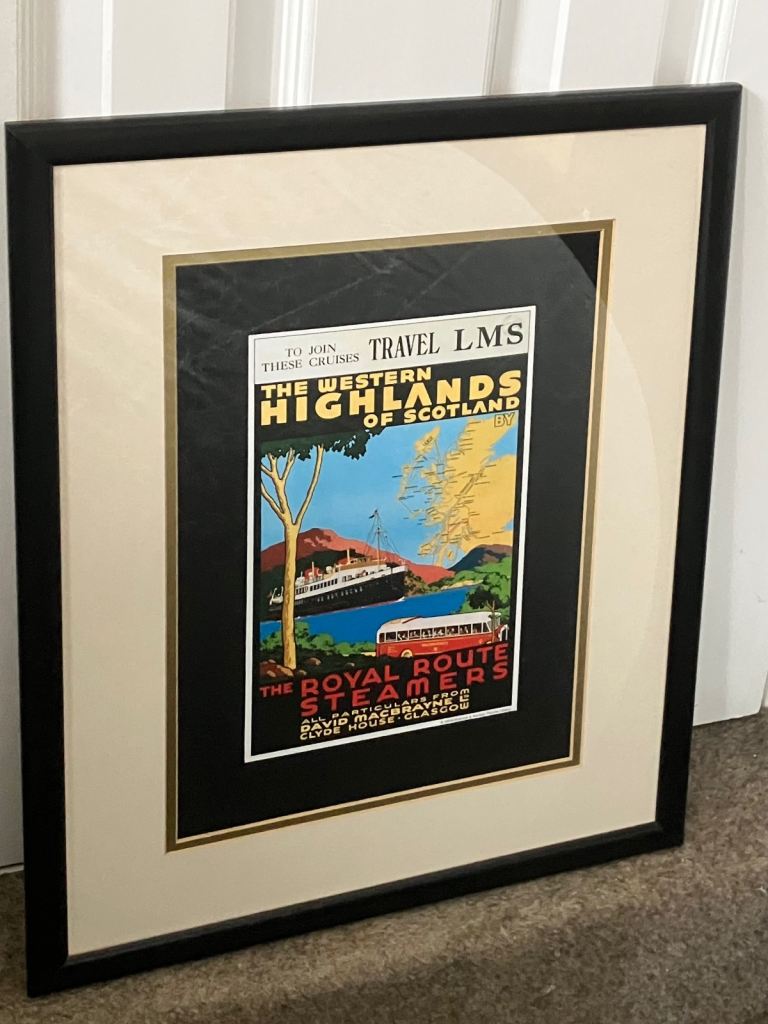 TO JOIN
THESE CRUISES
TRAVEL LMS
THE WESTERN
HIGHLANDS
OF SCOTLAND
BY
THE ROYAL ROUTE
STEAMERS
ALL PARTICULARS FROM
DAVID MACBRAYNE LD
CLYDE HOUSE · GLASGOW